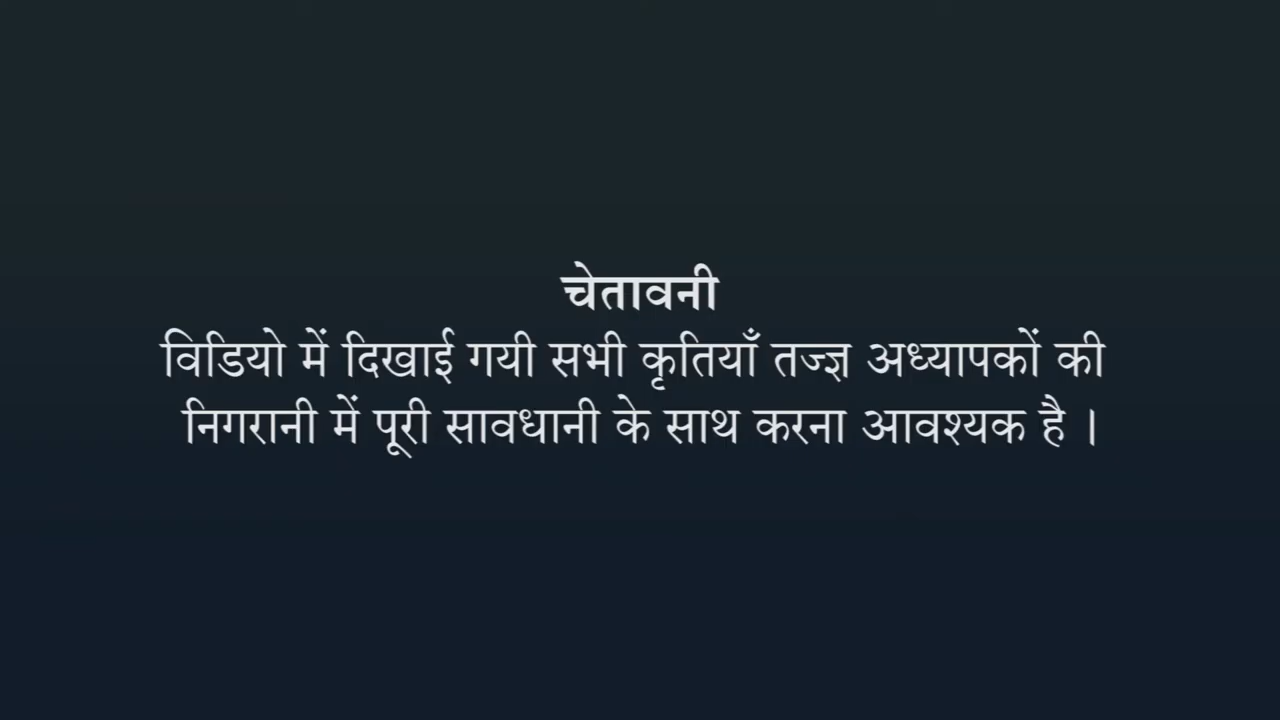 चेतावनी
विडियो में दिखाई गयी सभी कृतियाँ तज्ज्ञ अध्यापकों की
निगरानी में पूरी सावधानी के साथ करना आवश्यक है ।